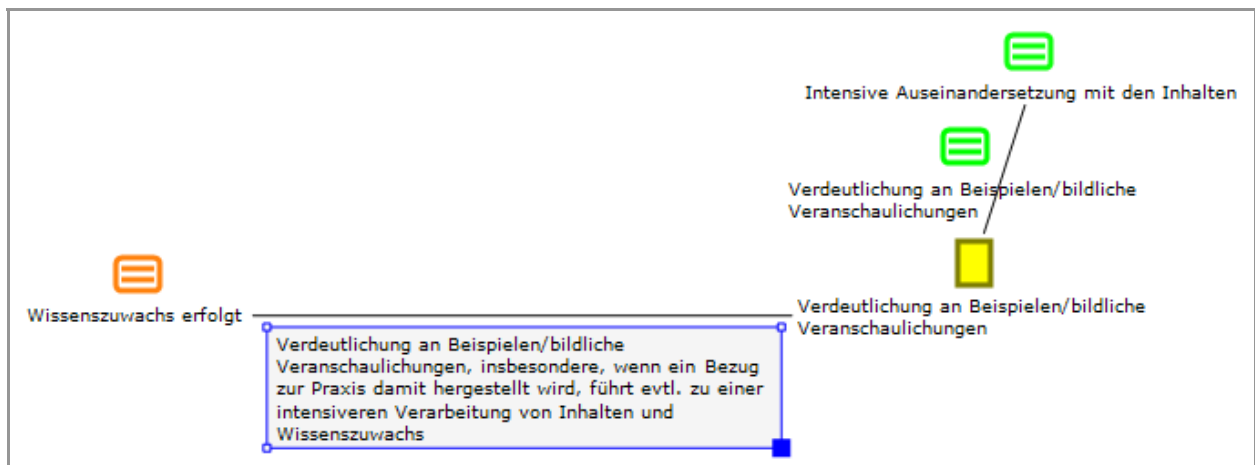 Intensive Auseinandersetzung mit den Inhalten
Verdeutlichung an Beispielen/bildliche
Veranschaulichungen
Wissenszuwachs erfolgt
Verdeutlichung an Beispielen/bildliche
Veranschaulichungen
Verdeutlichung an Beispielen/bildliche
Veranschaulichungen, insbesondere, wenn ein Bezug
zur Praxis damit hergestellt wird, führt evtl. zu einer
intensiveren Verarbeitung von Inhalten und
Wissenszuwachs